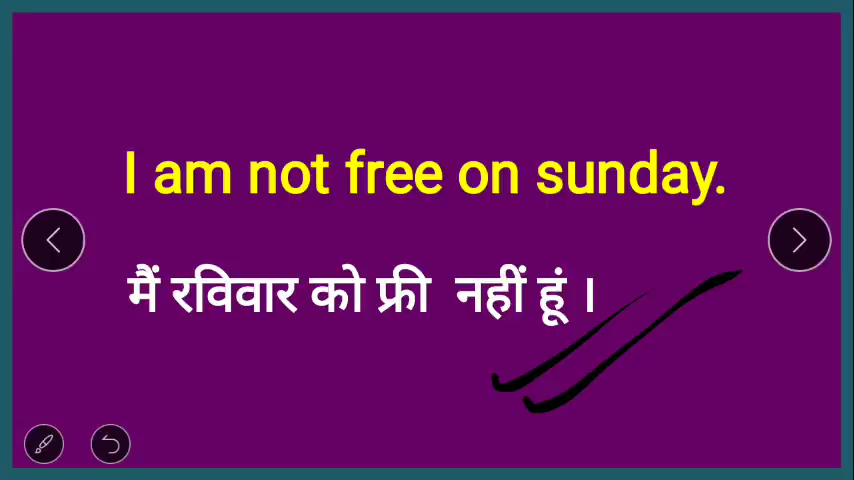 I am not free on sunday.
मैं रविवार को फ्री नहीं हूं ।